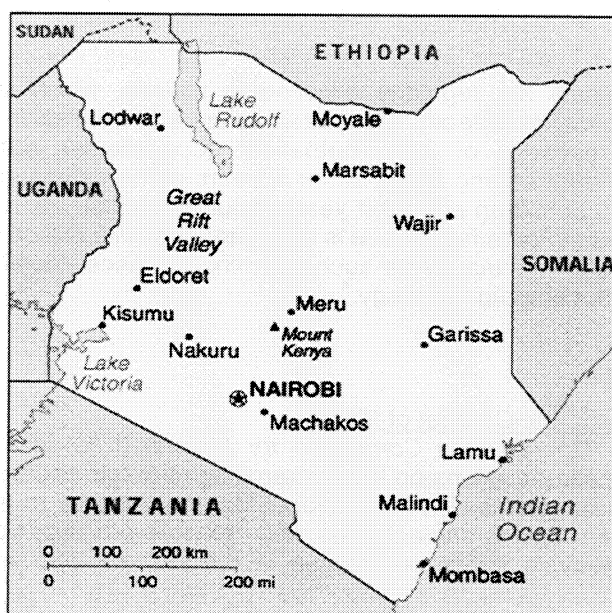 SUDAN
ETHIOPIA
Lake
Rudolf
Lodwar
Moyale
UGANDA
Marsabit
Great
Rift
Valley
Wajir
SOMALIA
Eldoret
Kisumu
Meru
Mount
Kenya
Nakuru
Garissa
Lake
Victoria
NAIROBI
Machakos
Lamu
TANZANIA
Malindi
Indian
Ocean
0 100 200 km
0 100 200 mi
Mombasa